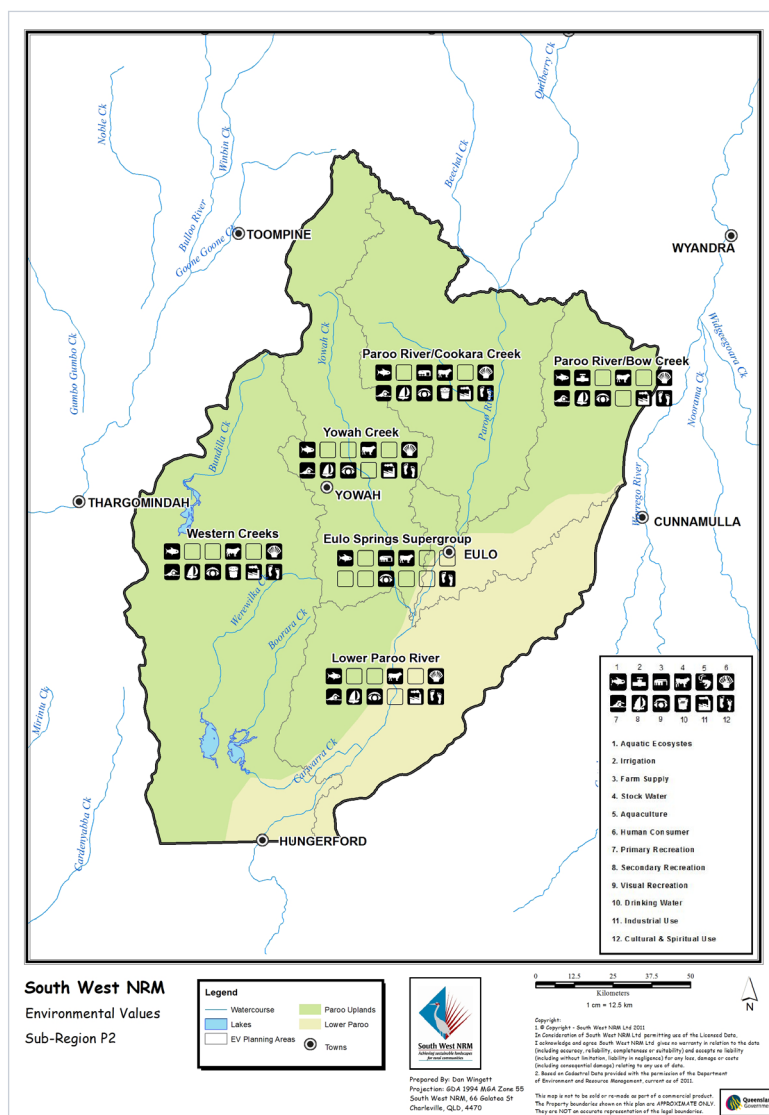 Noble Ck
Winbin Ck
Quilberry Ck
Beechal Ck
Bulloo River
Goone Goone Ck
TOOMPINE
WYANDRA
Widgeegoara Ck
Gumbo Gumbo Ck
Yowah Ck
Paroo River/Cookara Creek
Paroo River/Bow Creek
Noorama Ck
Bundilla Ck
Yowah Creek
YOWAH
THARGOMINDAH
CUNNAMULLA
Western Creeks
Eulo Springs Supergroup
EULO
Werewilka Ck
Boorara Ck
Lower Paroo River
Mirintu Ck
Cardenyabba Ck
HUNGERFORD
1 2 3 4 5 6
7 8 9 10 11 12
1. Aquatic Ecosystes
2. Irrigation
3. Farm Supply
4. Stock Water
5. Aquaculture
6. Human Consumer
7. Primary Recreation
8. Secondary Recreation
9. Visual Recreation
10. Drinking Water
11. Industrial Use
12. Cultural & Spiritual Use
South West NRM
Environmental Values
Sub-Region P2
Legend
Watercourse
Lakes
EV Planning Areas
Paroo Uplands
Lower Paroo
Towns
South West NRM
Achieving sustainable landscapes
for rural communities
Prepared By: Dan Wingett
Projection: GDA 1994 MGA Zone 55
South West NRM, 66 Galatea St
Charleville, QLD, 4470
0 12.5 25 37.5 50
Kilometers
1 cm = 12.5 km
N
Copyright:
1. © Copyright - South West NRM Ltd 2011
In Consideration of South West NRM Ltd permitting use of the Licensed Data,
I acknowledge and agree South West NRM Ltd gives no warranty in relation to the data
(including accuracy, reliability, completeness or suitability) and accepts no liability
(including without limitation, liability in negligence) for any loss, damage or costs
(including consequential damage) relating to any use of data.
2. Based on Cadastral Data provided with the permission of the Department
of Environment and Resource Management, current as of 2011.
This map is not to be sold or re-made as part of a commercial product.
The Property boundaries shown on this plan are APPROXIMATE ONLY.
They are NOT an accurate representation of the legal boundaries.